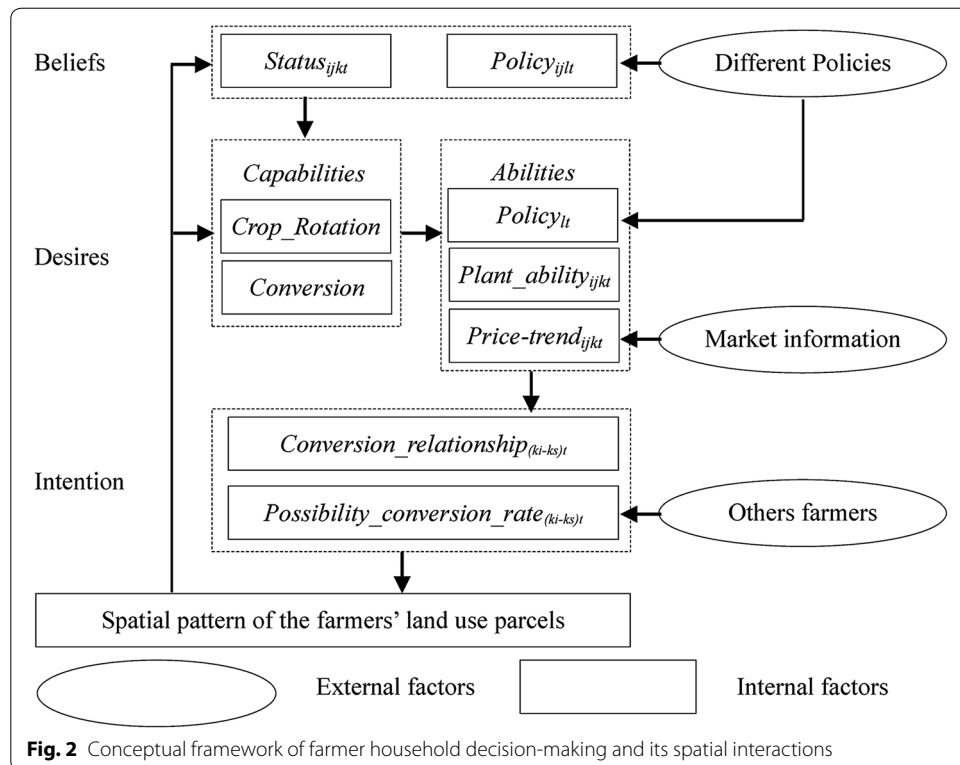 Beliefs
Status_ijkt
Policy_ijlt
Different Policies
Capabilities
Abilities
Policy_lt
Crop_Rotation
Desires
Plant_ability_ijkt
Conversion
Price-trend_ijkt
Market information
Conversion_relationship_(ki-ks)t
Intention
Possibility_conversion_rate_(ki-ks)t
Others farmers
Spatial pattern of the farmers’ land use parcels
External factors
Internal factors
Fig. 2 Conceptual framework of farmer household decision-making and its spatial interactions